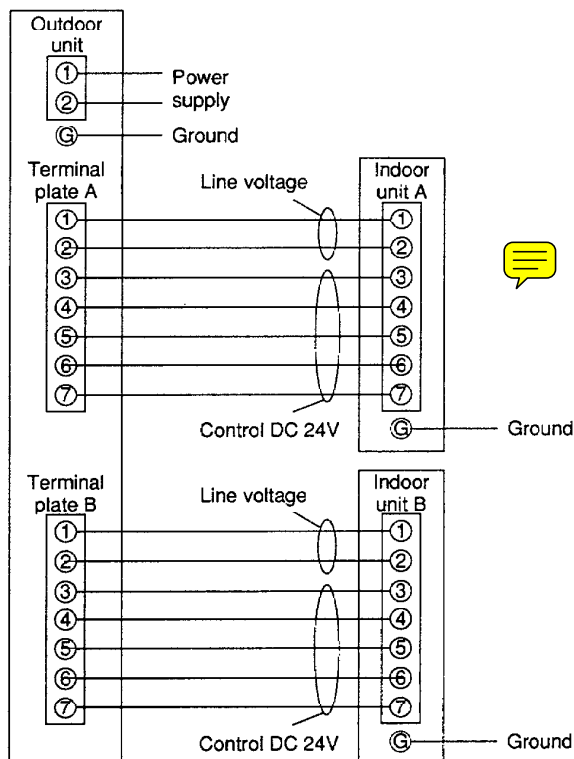 Outdoor
unit
① Power
② supply
Ⓖ Ground
Terminal
plate A
Line voltage
Indoor
unit A
① ①
② ②
③ ③
④ ④
⑤ ⑤
⑥ ⑥
⑦ ⑦
Control DC 24V
Ⓖ Ground
Terminal
plate B
Line voltage
Indoor
unit B
① ①
② ②
③ ③
④ ④
⑤ ⑤
⑥ ⑥
⑦ ⑦
Control DC 24V
Ⓖ Ground